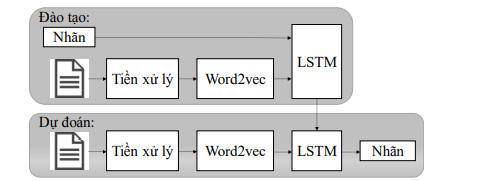 Đào tạo:
Nhãn
Tiền xử lý
Word2vec
LSTM
Dự đoán:
Tiền xử lý
Word2vec
LSTM
Nhãn